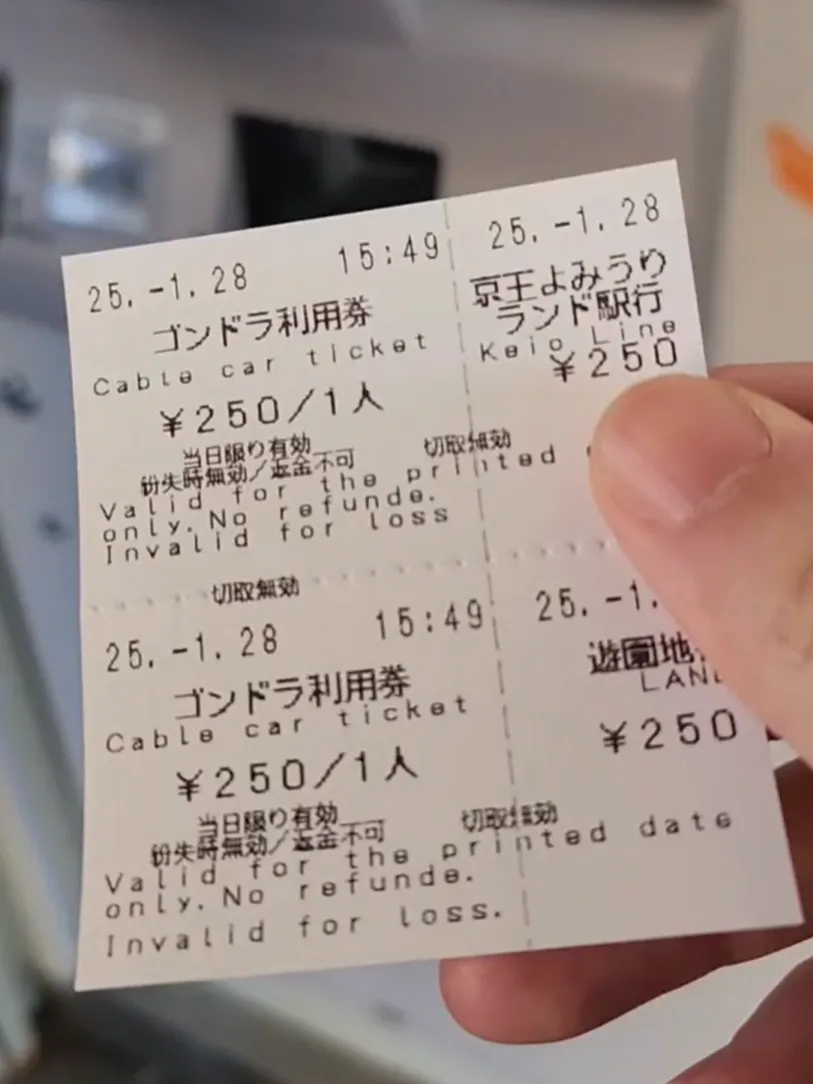 25.-1.28 15:49
ゴンドラ利用券
Cable car ticket
¥250/1人
当日限り有効 切取無効
紛失時無効/返金不可
Valid for the printed
only. No refunde.
Invalid for loss
25.-1.28
京王よみうり
ランド駅行
Keio Line
¥250
切取無効
25.-1.28 15:49
ゴンドラ利用券
Cable car ticket
¥250/1人
当日限り有効 切取無効
紛失時無効/返金不可
Valid for the printed date
only. No refunde.
Invalid for loss.
25.-1.
遊園地
LAND
¥250